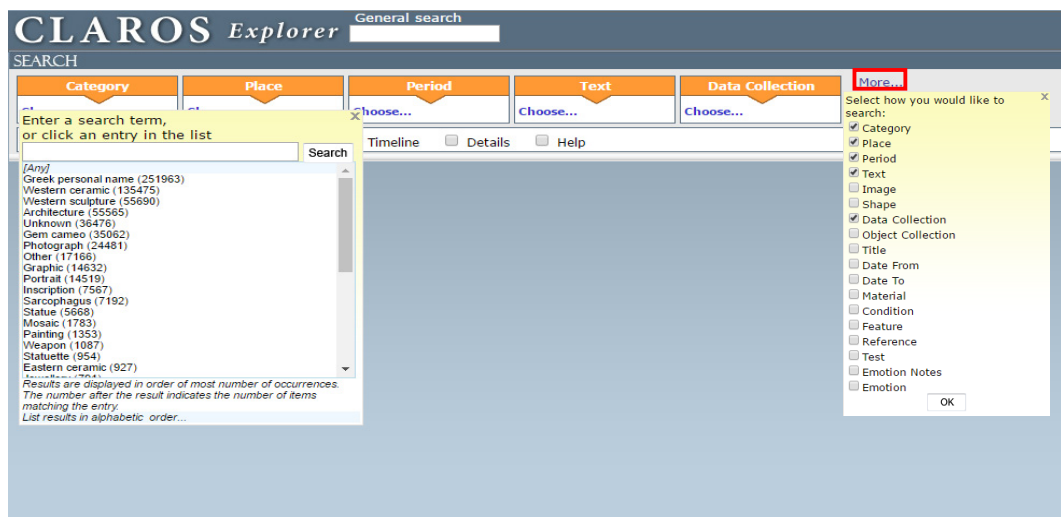 CLAROS Explorer
General search
SEARCH
Category
Place
Period
Text
Data Collection
More...
Choose...
Choose...
Choose...
Timeline
Details
Help
Enter a search term,
or click an entry in the list
x
Search
[Any]
Greek personal name (251963)
Western ceramic (135475)
Western sculpture (55690)
Architecture (55565)
Unknown (36476)
Gem cameo (35062)
Photograph (24481)
Other (17166)
Graphic (14632)
Portrait (14519)
Inscription (7567)
Sarcophagus (7192)
Statue (5668)
Mosaic (1783)
Painting (1353)
Weapon (1087)
Statuette (954)
Eastern ceramic (927)
Results are displayed in order of most number of occurrences.
The number after the result indicates the number of items
matching the entry.
List results in alphabetic order...
Select how you would like to
search:
x
Category
Place
Period
Text
Image
Shape
Data Collection
Object Collection
Title
Date From
Date To
Material
Condition
Feature
Reference
Test
Emotion Notes
Emotion
OK